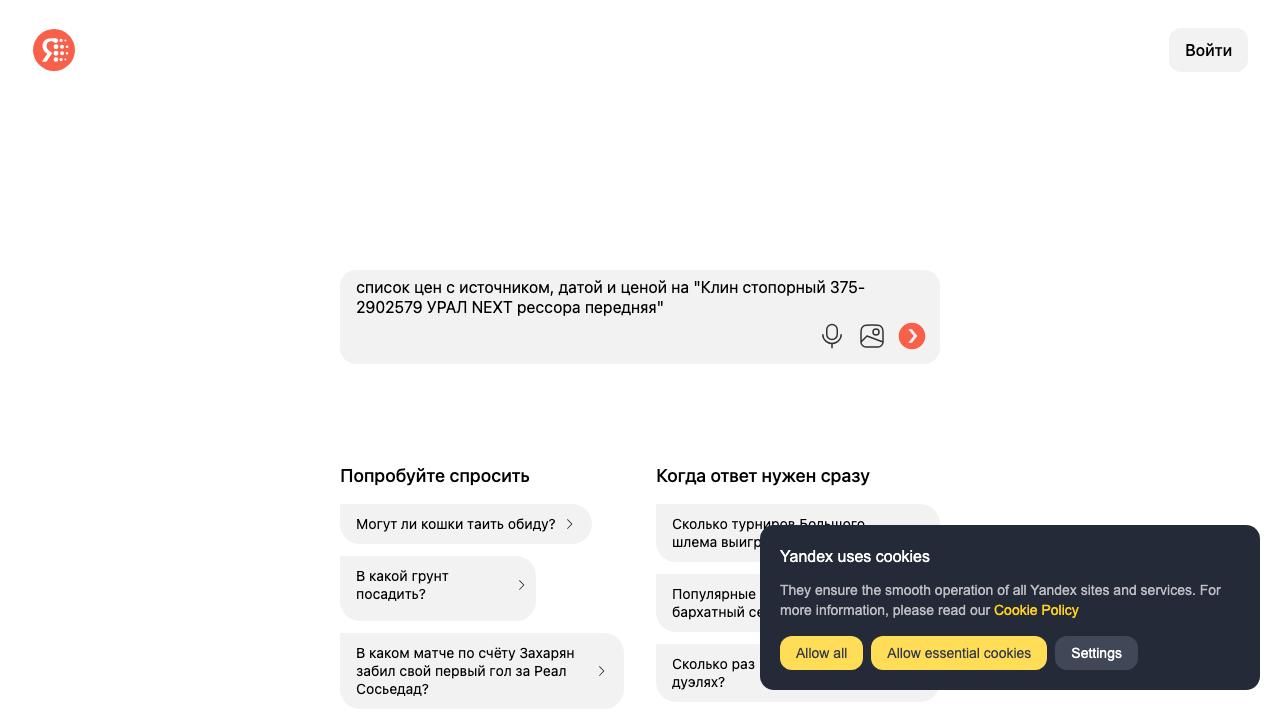 Я
Войти
список цен с источником, датой и ценой на "Клин стопорный 375-
2902579 УРАЛ NEXT рессора передняя"
Попробуйте спросить
Могут ли кошки таить обиду?
В какой грунт
посадить?
В каком матче по счёту Захарян
забил свой первый гол за Реал
Сосьедад?
Когда ответ нужен сразу
Сколько турниров Большого
шлема выигр
Популярные
бархатный се
Сколько раз
дуэлях?
Yandex uses cookies
They ensure the smooth operation of all Yandex sites and services. For
more information, please read our Cookie Policy
Allow all
Allow essential cookies
Settings